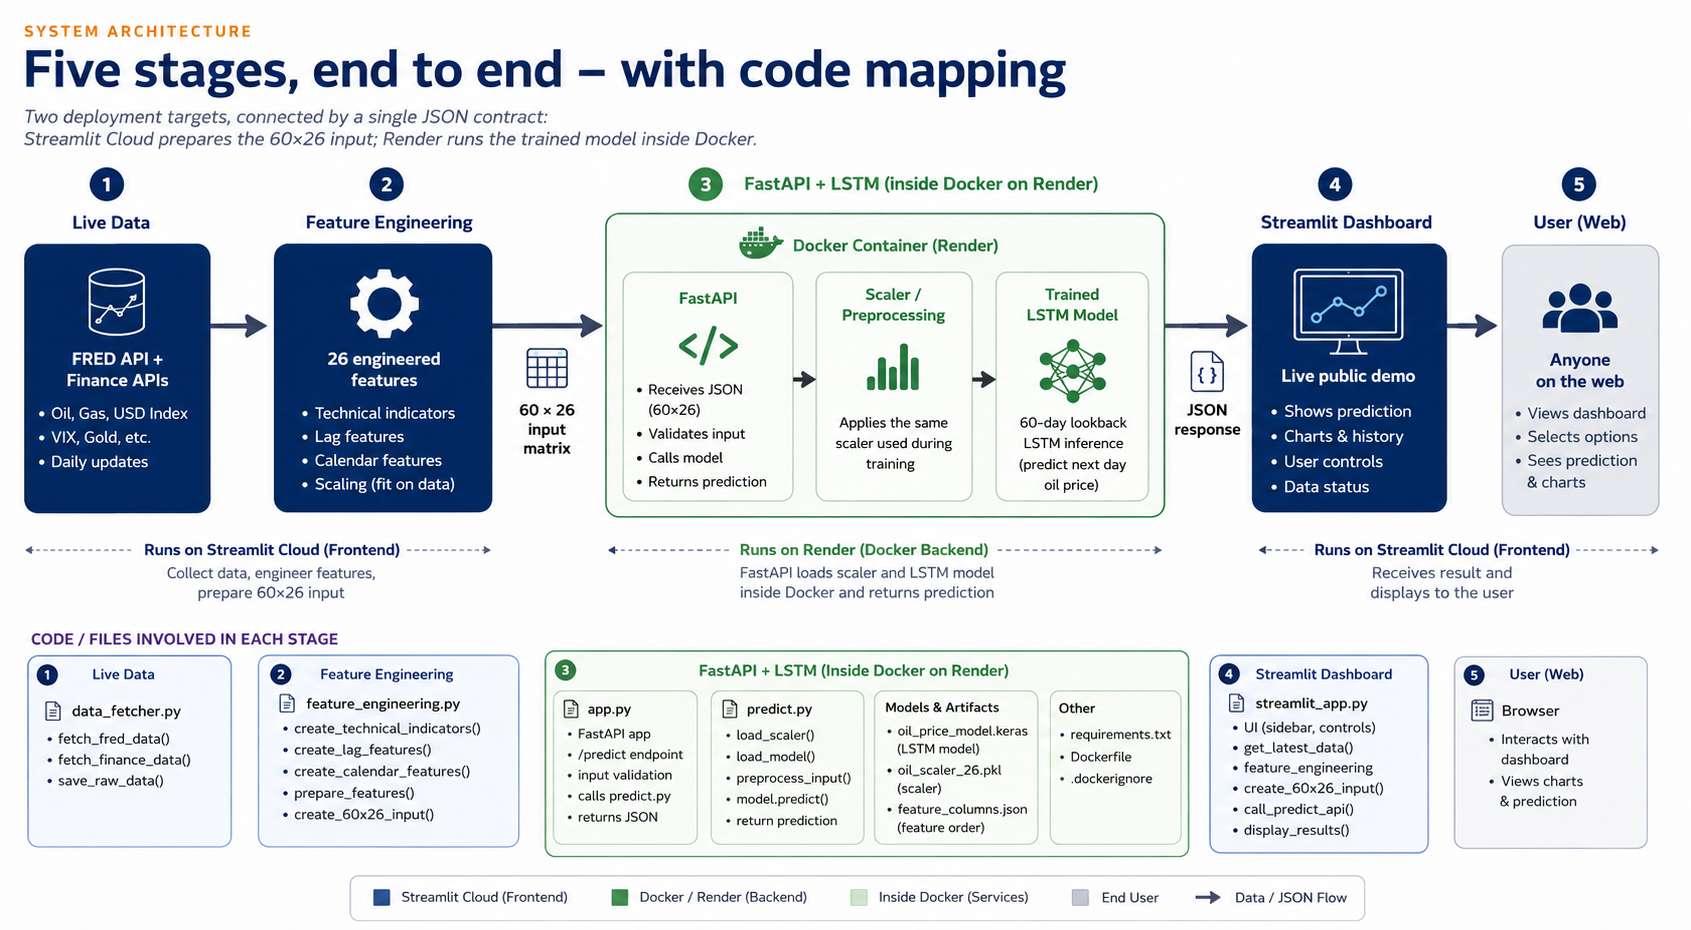 SYSTEM ARCHITECTURE
Five stages, end to end – with code mapping
Two deployment targets, connected by a single JSON contract:
Streamlit Cloud prepares the 60×26 input; Render runs the trained model inside Docker.
1
Live Data
FRED API +
Finance APIs
• Oil, Gas, USD Index
• VIX, Gold, etc.
• Daily updates
2
Feature Engineering
26 engineered
features
• Technical indicators
• Lag features
• Calendar features
• Scaling (fit on data)
60 × 26
input
matrix
3
FastAPI + LSTM (inside Docker on Render)
Docker Container (Render)
FastAPI
</>
• Receives JSON
(60×26)
• Validates input
• Calls model
• Returns prediction
Scaler /
Preprocessing
Applies the same
scaler used during
training
Trained
LSTM Model
60-day lookback
LSTM inference
(predict next day
oil price)
{ }
JSON
response
4
Streamlit Dashboard
Live public demo
• Shows prediction
• Charts & history
• User controls
• Data status
5
User (Web)
Anyone
on the web
• Views dashboard
• Selects options
• Sees prediction
& charts
Runs on Streamlit Cloud (Frontend)
Collect data, engineer features,
prepare 60×26 input
Runs on Render (Docker Backend)
FastAPI loads scaler and LSTM model
inside Docker and returns prediction
Runs on Streamlit Cloud (Frontend)
Receives result and
displays to the user
CODE / FILES INVOLVED IN EACH STAGE
1
Live Data
data_fetcher.py
• fetch_fred_data()
• fetch_finance_data()
• save_raw_data()
2
Feature Engineering
feature_engineering.py
• create_technical_indicators()
• create_lag_features()
• create_calendar_features()
• prepare_features()
• create_60x26_input()
3
FastAPI + LSTM (Inside Docker on Render)
app.py
• FastAPI app
• /predict endpoint
• input validation
• calls predict.py
• returns JSON
predict.py
• load_scaler()
• load_model()
• preprocess_input()
• model.predict()
• return prediction
Models & Artifacts
• oil_price_model.keras
(LSTM model)
• oil_scaler_26.pkl
(scaler)
• feature_columns.json
(feature order)
Other
• requirements.txt
• Dockerfile
• .dockerignore
4
Streamlit Dashboard
streamlit_app.py
• UI (sidebar, controls)
• get_latest_data()
• feature_engineering
• create_60x26_input()
• call_predict_api()
• display_results()
5
User (Web)
Browser
• Interacts with
dashboard
• Views charts
& prediction
Streamlit Cloud (Frontend)
Docker / Render (Backend)
Inside Docker (Services)
End User
Data / JSON Flow